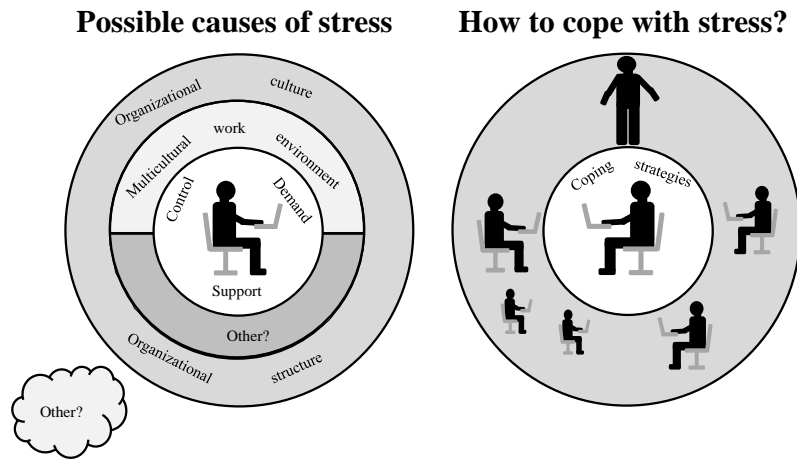 Possible causes of stress
How to cope with stress?
Organizational culture
Multicultural work environment
Control
Demand
Support
Other?
Organizational structure
Other?
Coping strategies